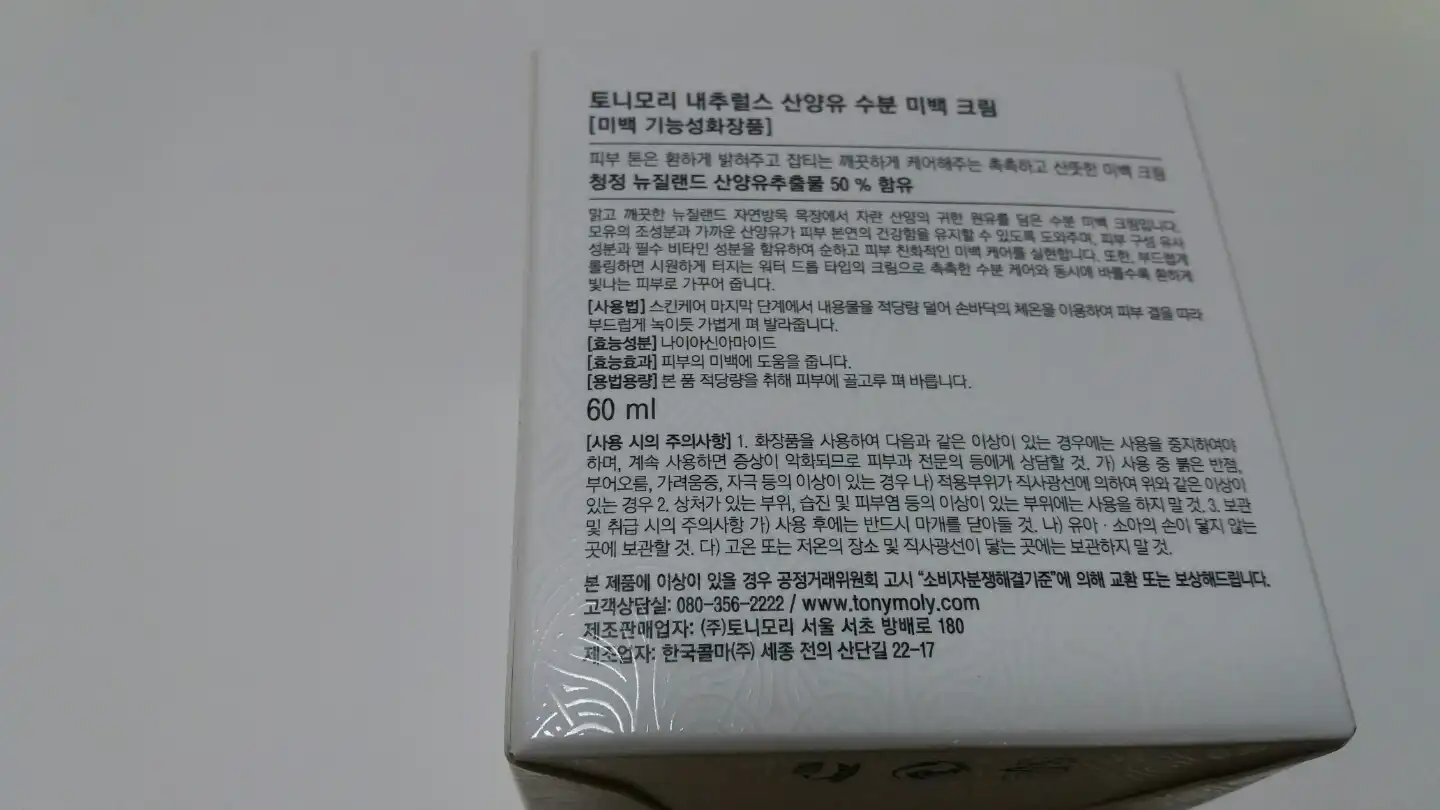 토니모리 내추럴스 산양유 수분 미백 크림
[미백 기능성화장품]
피부 톤은 환하게 밝혀주고 잡티는 깨끗하게 케어해주는 촉촉하고 산뜻한 미백 크림
청정 뉴질랜드 산양유추출물 50 % 함유
맑고 깨끗한 뉴질랜드 자연방목 목장에서 자란 산양의 귀한 원유를 담은 수분 미백 크림입니다.
모유의 조성분과 가까운 산양유가 피부 본연의 건강함을 유지할 수 있도록 도와주며, 피부 구성 유사
성분과 필수 비타민 성분을 함유하여 순하고 피부 친화적인 미백 케어를 실현합니다. 또한, 부드럽게
롤링하면 시원하게 터지는 워터 드롭 타입의 크림으로 촉촉한 수분 케어와 동시에 바를수록 환하게
빛나는 피부로 가꾸어 줍니다.
[사용법] 스킨케어 마지막 단계에서 내용물을 적당량 덜어 손바닥의 체온을 이용하여 피부 결을 따라
부드럽게 녹이듯 가볍게 펴 발라줍니다.
[효능성분] 나이아신아마이드
[효능효과] 피부의 미백에 도움을 줍니다.
[용법용량] 본 품 적당량을 취해 피부에 골고루 펴 바릅니다.
60 ml
[사용 시의 주의사항] 1. 화장품을 사용하여 다음과 같은 이상이 있는 경우에는 사용을 중지하여야
하며, 계속 사용하면 증상이 악화되므로 피부과 전문의 등에게 상담할 것. 가) 사용 중 붉은 반점,
부어오름, 가려움증, 자극 등의 이상이 있는 경우 나) 적용부위가 직사광선에 의하여 위와 같은 이상이
있는 경우 2. 상처가 있는 부위, 습진 및 피부염 등의 이상이 있는 부위에는 사용을 하지 말 것. 3. 보관
및 취급 시의 주의사항 가) 사용 후에는 반드시 마개를 닫아둘 것. 나) 유아 · 소아의 손이 닿지 않는
곳에 보관할 것. 다) 고온 또는 저온의 장소 및 직사광선이 닿는 곳에는 보관하지 말 것.
본 제품에 이상이 있을 경우 공정거래위원회 고시 "소비자분쟁해결기준"에 의해 교환 또는 보상해드립니다.
고객상담실: 080-356-2222 / www.tonymoly.com
제조판매업자: (주)토니모리 서울 서초 방배로 180
제조업자: 한국콜마(주) 세종 전의 산단길 22-17